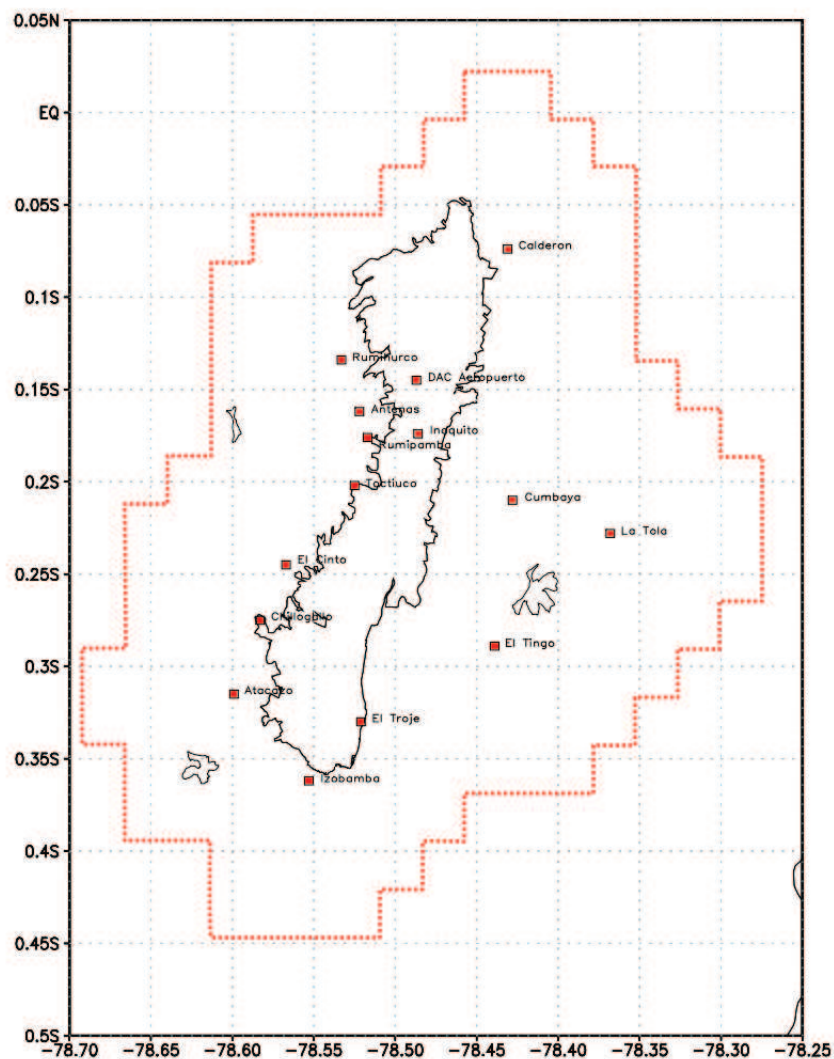 0.05N
EQ
0.05S
Calderon
0.1S
Ruminurco
DAC Aeropuerto
0.15S
Antenas
Inaquito
Rumipamba
0.2S
Toctiuco
Cumbaya
La Tola
El Cinto
0.25S
Chillogallo
El Tingo
0.3S
Atacazo
El Troje
0.35S
Izobamba
0.4S
0.45S
0.5S
-78.70 -78.65 -78.60 -78.55 -78.50 -78.45 -78.40 -78.35 -78.30 -78.25